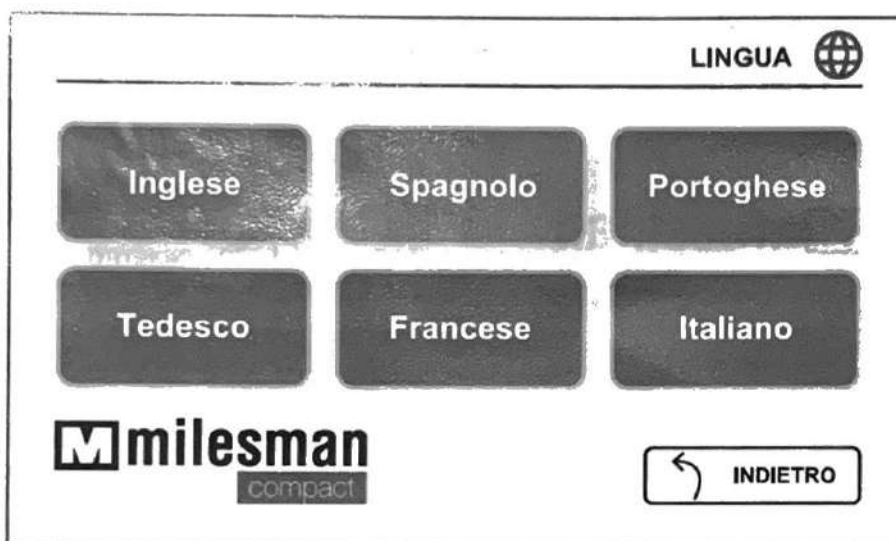 LINGUA
Inglese Spagnolo Portoghese
Tedesco Francese Italiano
M milesman
compact
INDIETRO